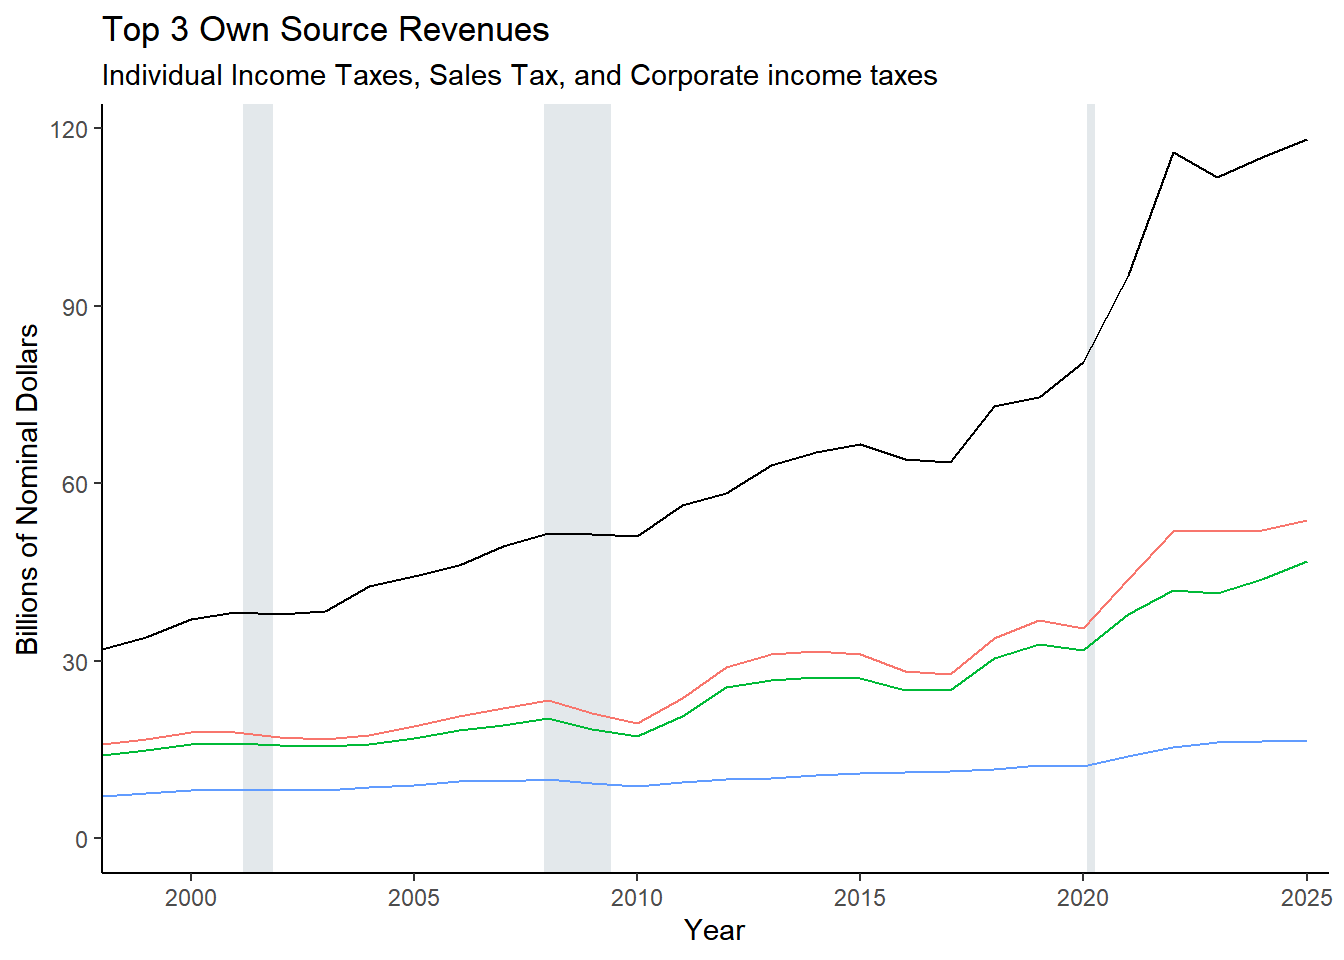 Top 3 Own Source Revenues
Individual Income Taxes, Sales Tax, and Corporate income taxes
120
90
60
30
0
Billions of Nominal Dollars
2000 2005 2010 2015 2020 2025
Year